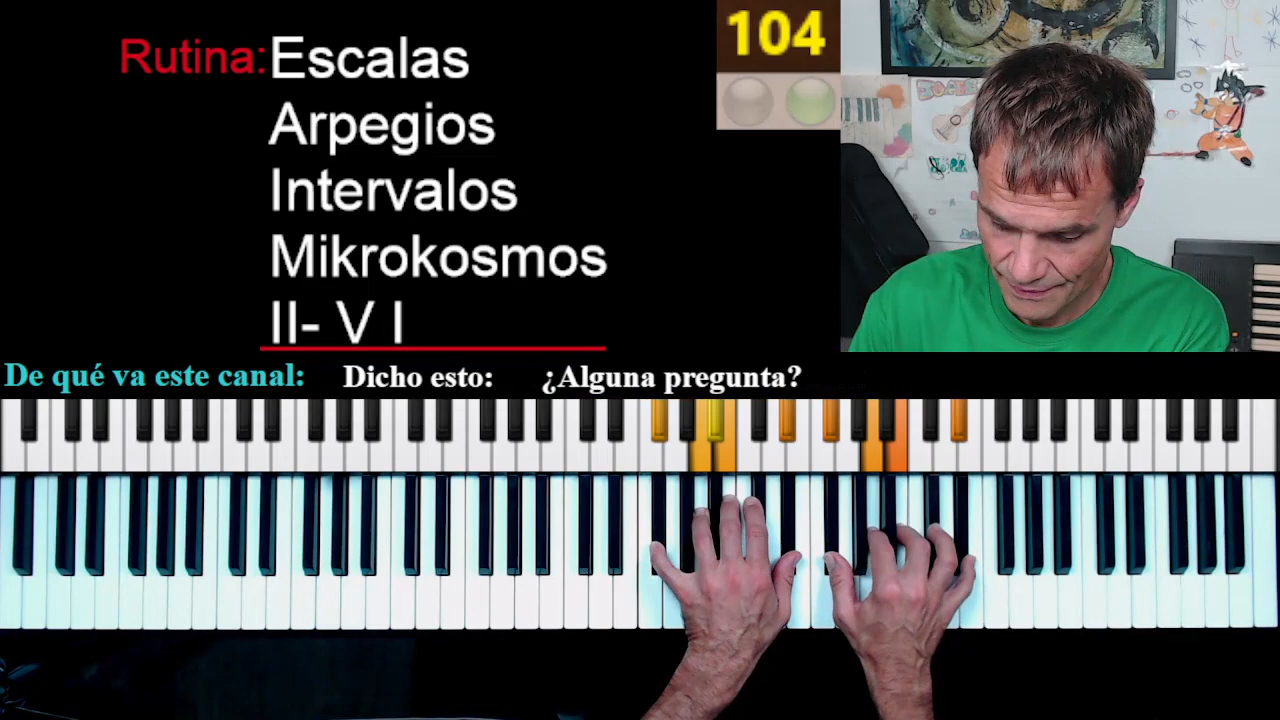 Rutina: Escalas
Arpegios
Intervalos
Mikrokosmos
II- V I
104
De qué va este canal: Dicho esto: ¿Alguna pregunta?